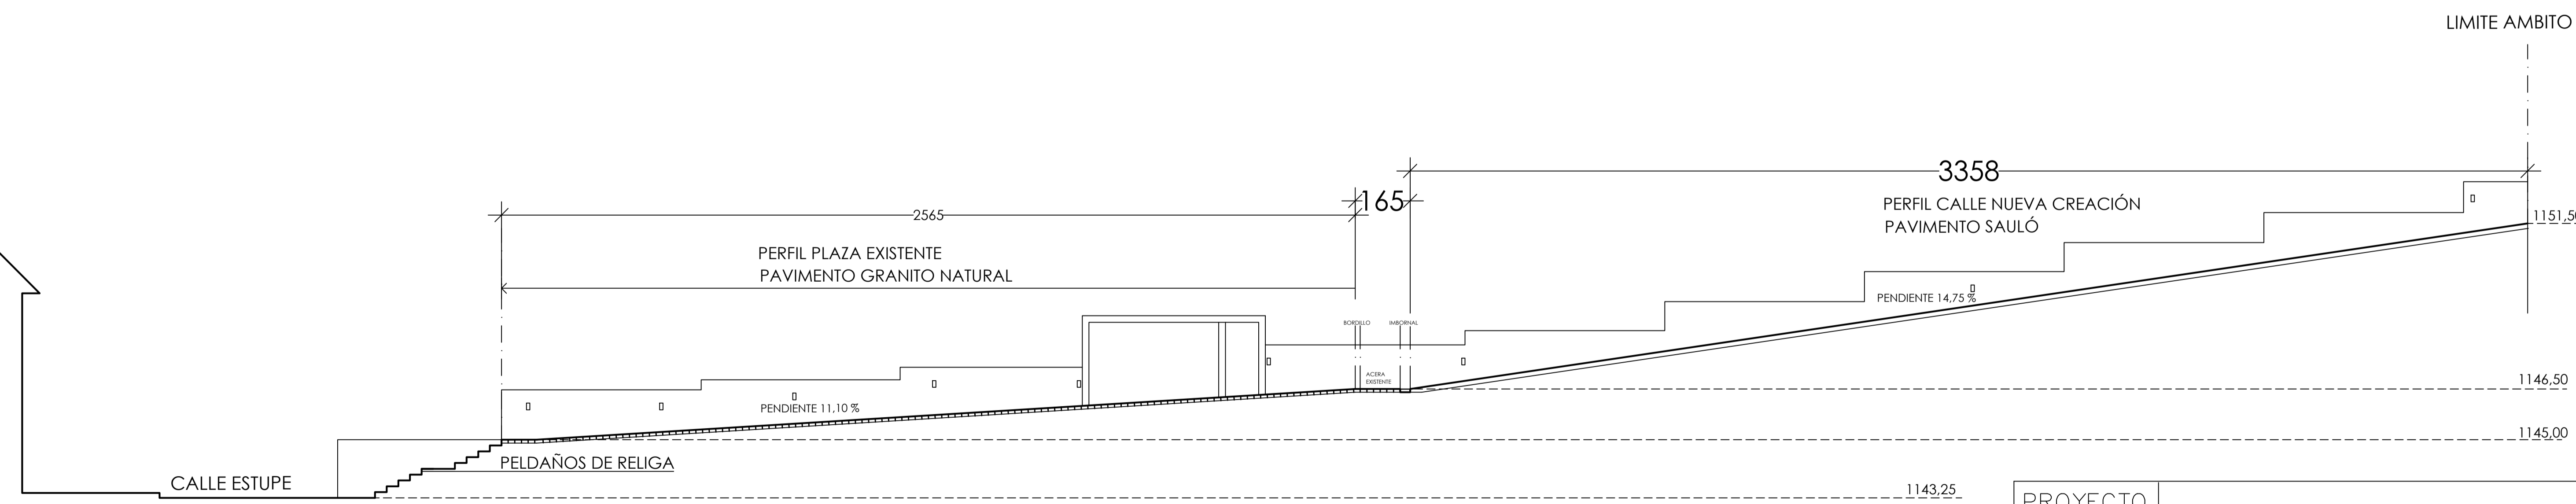 LIMITE AMBITO
3358
165
2565
PERFIL CALLE NUEVA CREACIÓN
PAVIMENTO SAULÓ
1151,50
PERFIL PLAZA EXISTENTE
PAVIMENTO GRANITO NATURAL
PENDIENTE 14,75 %
BORDILLO
IMBORNAL
ACERA
EXISTENTE
1146,50
PENDIENTE 11,10 %
1145,00
PELDAÑOS DE RELIGA
CALLE ESTUPE
1143,25
PROYECTO